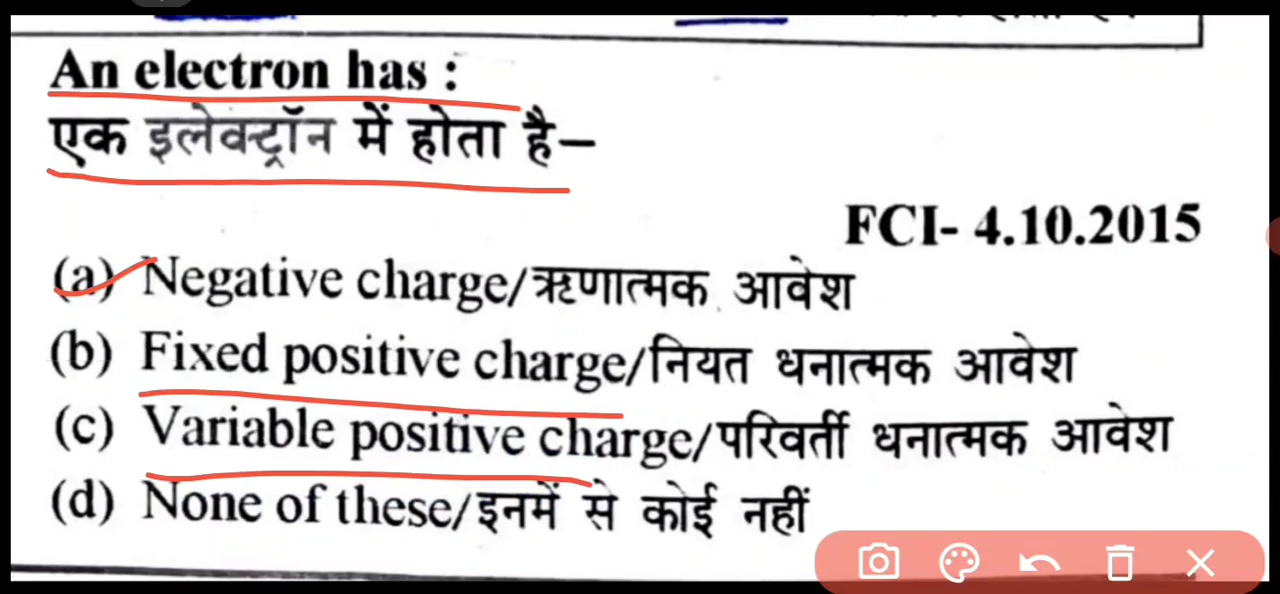 An electron has :
एक इलेक्ट्रॉन में होता है–
FCI- 4.10.2015
(a) Negative charge/ऋणात्मक आवेश
(b) Fixed positive charge/नियत धनात्मक आवेश
(c) Variable positive charge/परिवर्ती धनात्मक आवेश
(d) None of these/इनमें से कोई नहीं